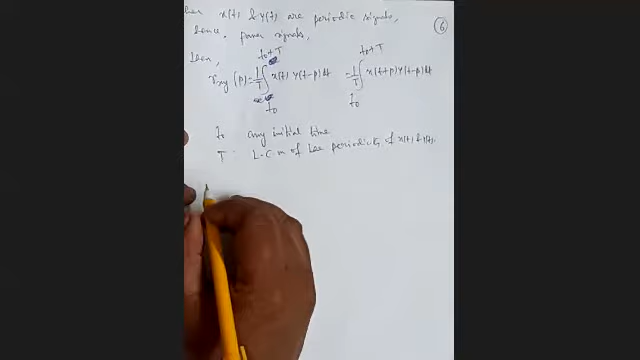 x(t) & y(t) are periodic signals,
hence, power signals,
6
then,
γxy(p) = 1/T ∫_{t0}^{t0+T} x(t) y(t-p) dt = 1/T ∫_{t0}^{t0+T} x(t+p) y(t-p) dt
t0 any initial time
T : L.C.M of the periodicity of x(t) & y(t).